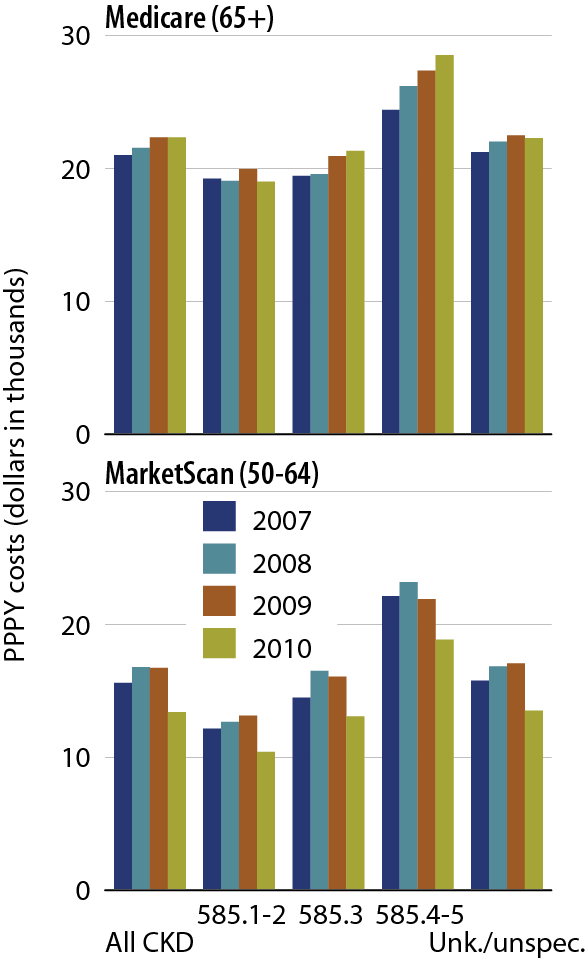 Medicare (65+)
30
20
10
0
PPPY costs (dollars in thousands)
MarketScan (50-64)
30
20
10
0
2007
2008
2009
2010
585.1-2 585.3 585.4-5
All CKD Unk./unspec.